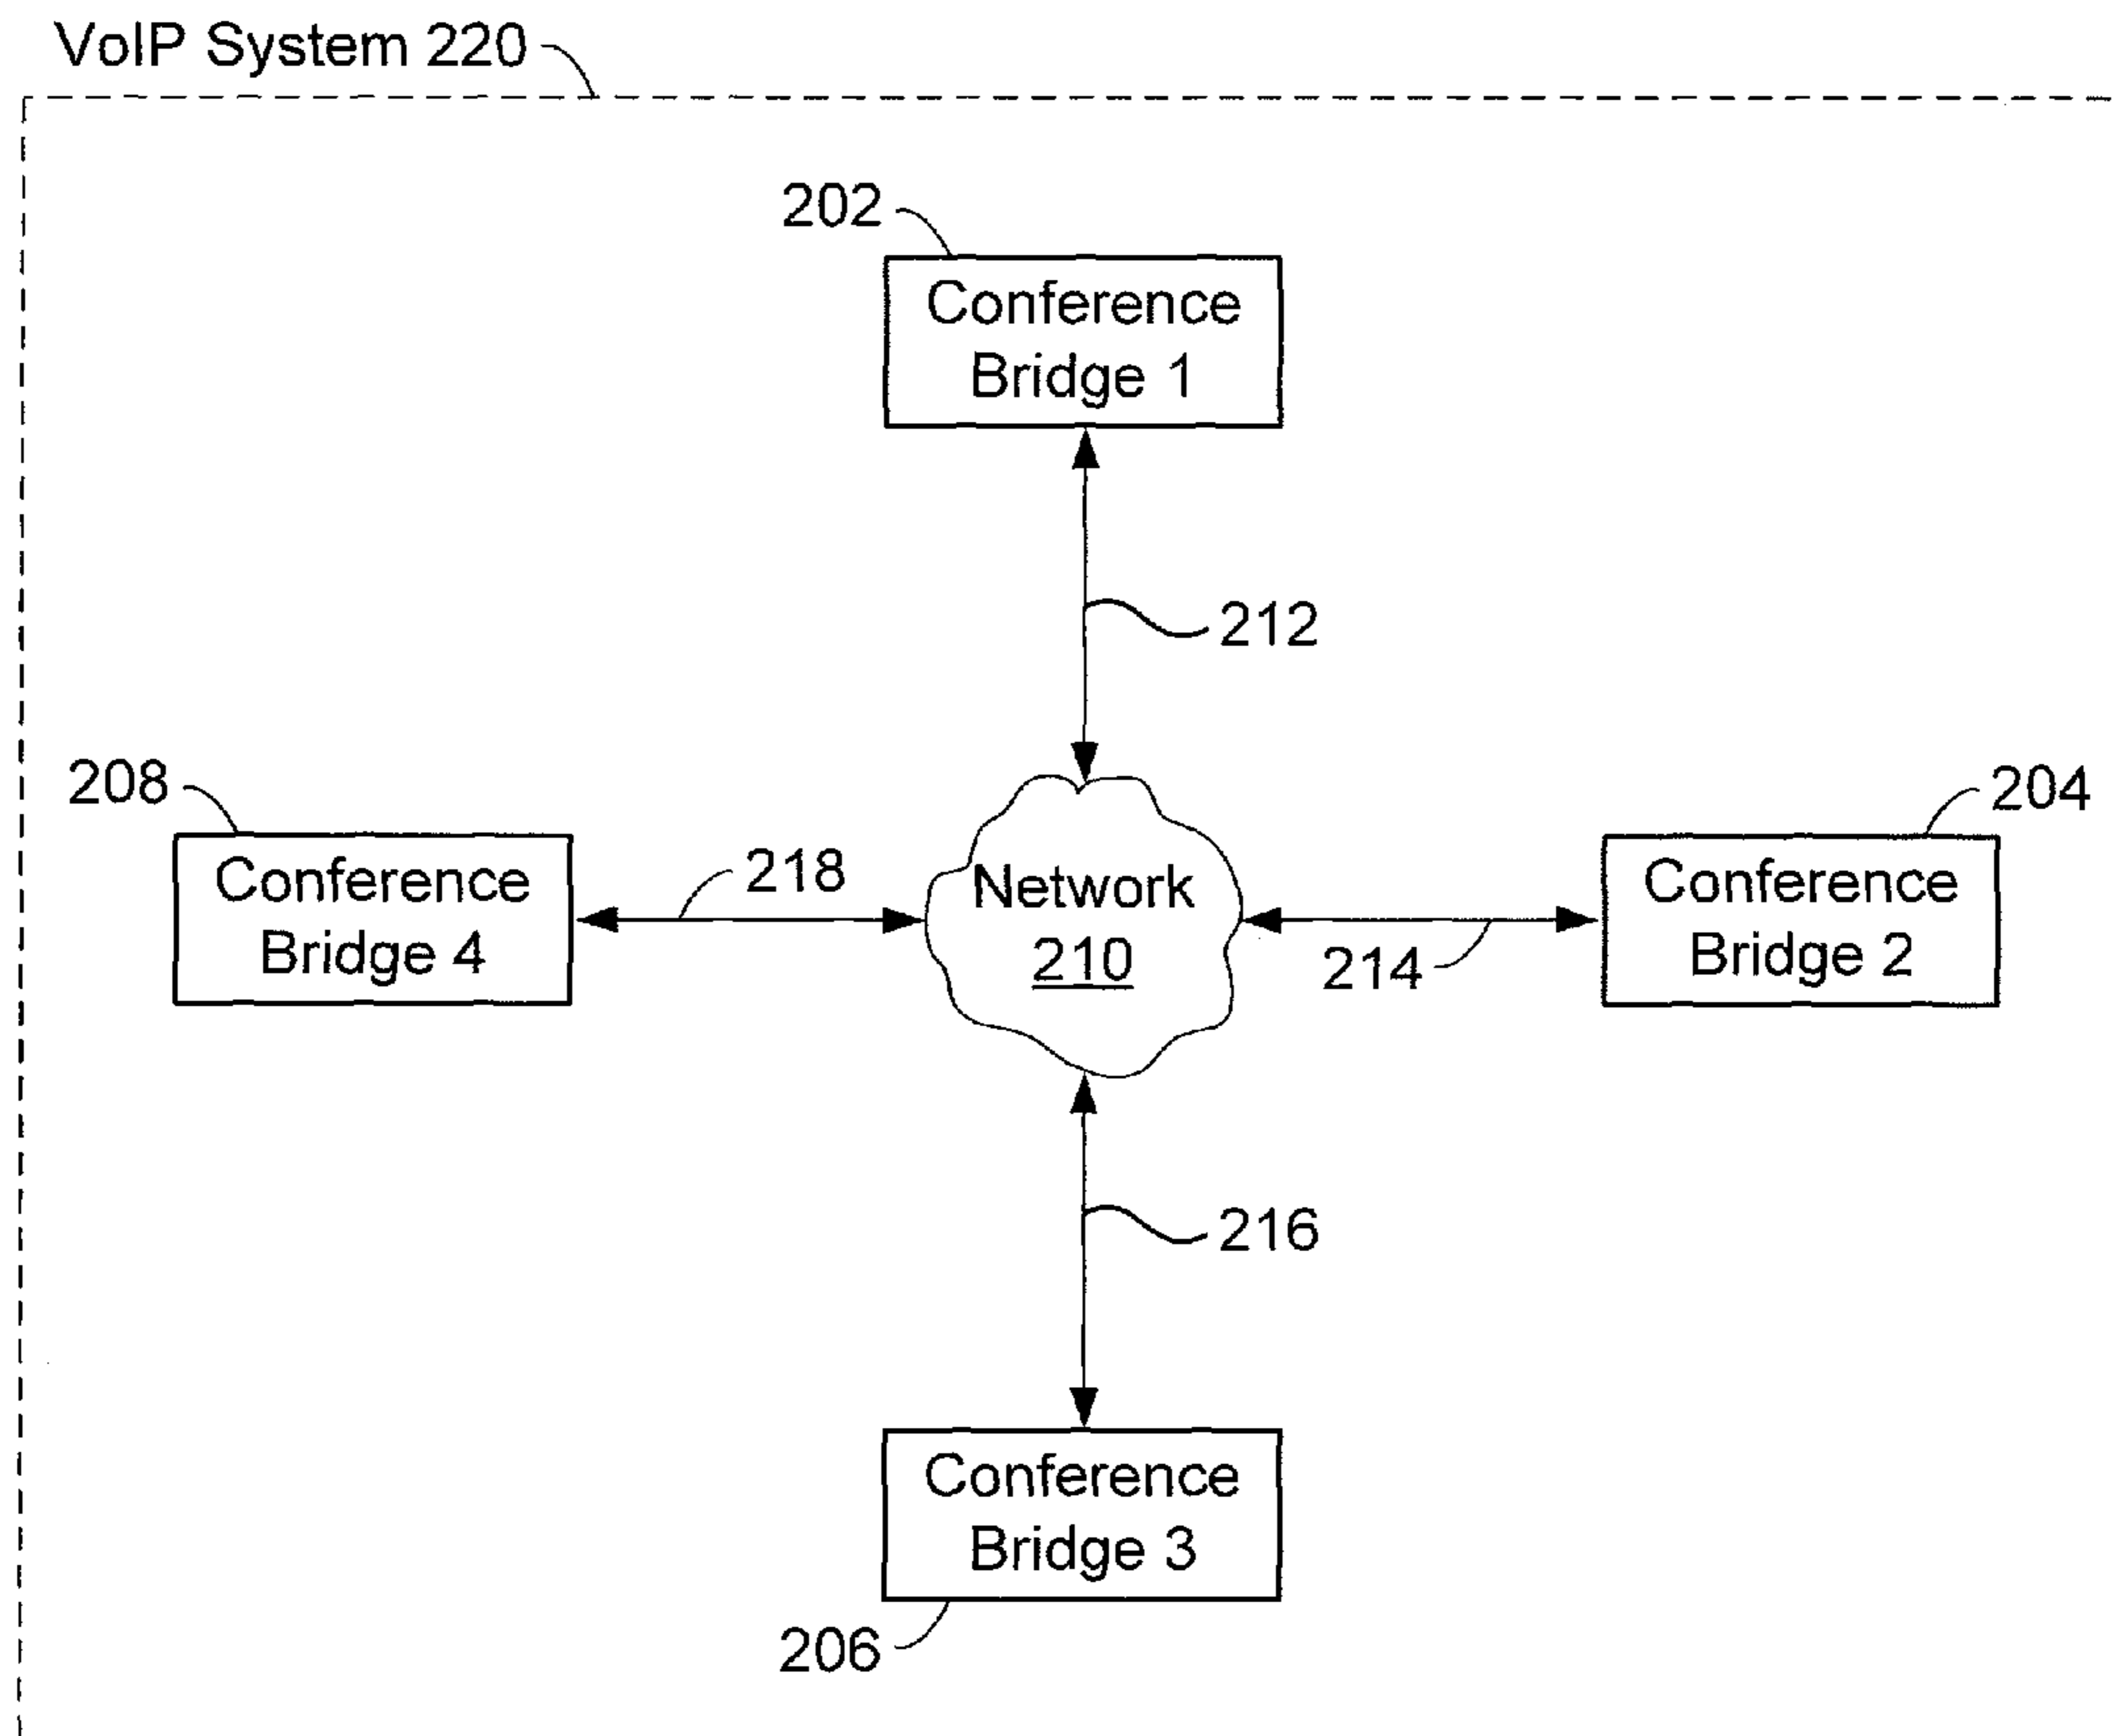 VoIP System 220
202
Conference
Bridge 1
212
208
204
Conference
Bridge 4
218
Network
210
214
Conference
Bridge 2
216
Conference
Bridge 3
206